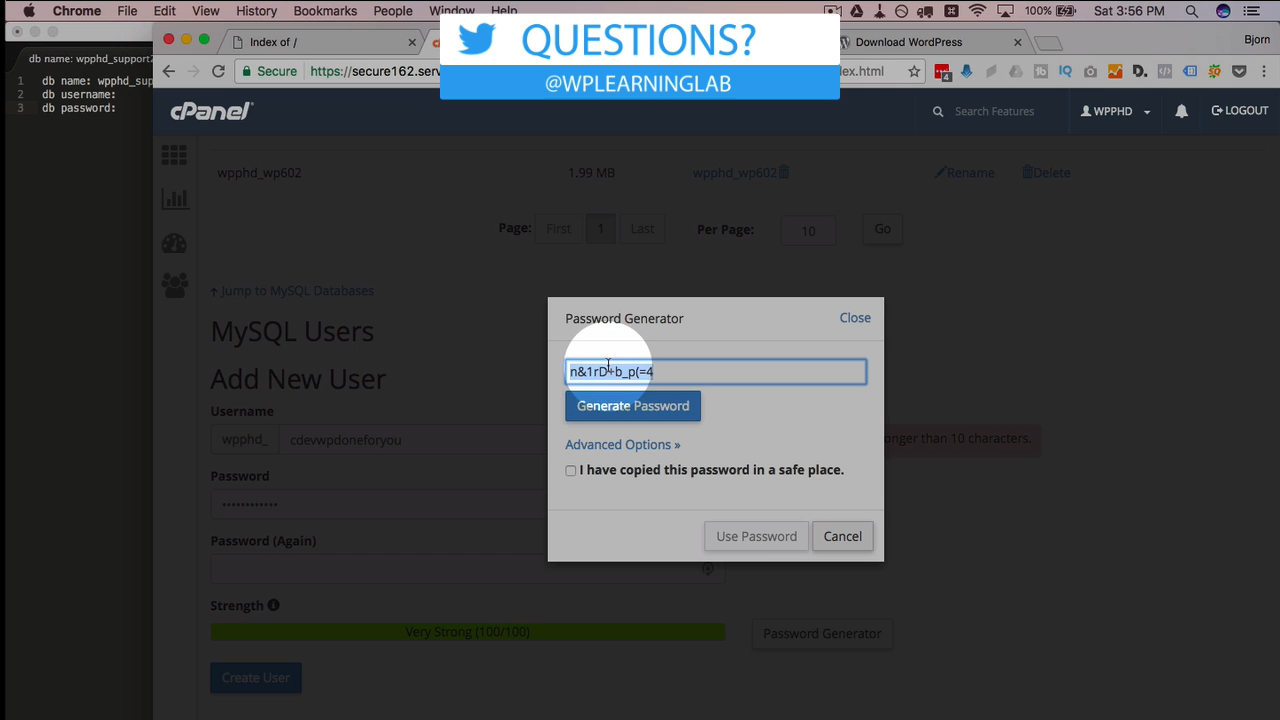 Chrome File Edit View History Bookmarks People Window Help
100% Sat 3:56 PM
QUESTIONS?
@WPLEARNINGLAB
db name: wpphd_support7
db name: wpphd_sup
1
2 db username:
3 db password:
Index of /
Download WordPress
Bjorn
Secure https://secure162.serv
ex.html
cPanel
Search Features
WPPHD
LOGOUT
wpphd_wp602 1.99 MB wpphd_wp602 Rename Delete
Page: First 1 Last Per Page: 10 Go
Jump to MySQL Databases
MySQL Users
Add New User
Username
wpphd_ cdevwpdoneforyou
onger than 10 characters.
Password
••••••••••••
Password (Again)
Strength
Very Strong (100/100)
Password Generator
Create User
Password Generator
Close
n&1rD+b_p(=4
Generate Password
Advanced Options »
I have copied this password in a safe place.
Use Password Cancel